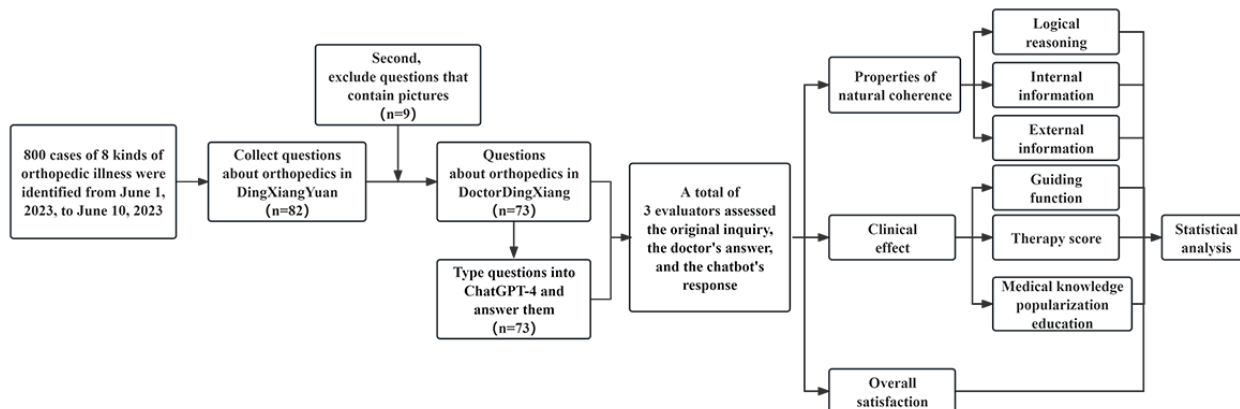 800 cases of 8 kinds of
orthopedic illness were
identified from June 1,
2023, to June 10, 2023
Second,
exclude questions that
contain pictures
(n=9)
Collect questions
about orthopedics in
DingXiangYuan
(n=82)
Questions
about orthopedics in
DoctorDingXiang
(n=73)
Type questions into
ChatGPT-4 and
answer them
(n=73)
A total of
3 evaluators assessed
the original inquiry,
the doctor's answer,
and the chatbot's
response
Properties of
natural coherence
Clinical
effect
Overall
satisfaction
Logical
reasoning
Internal
information
External
information
Guiding
function
Therapy score
Medical knowledge
popularization
education
Statistical
analysis